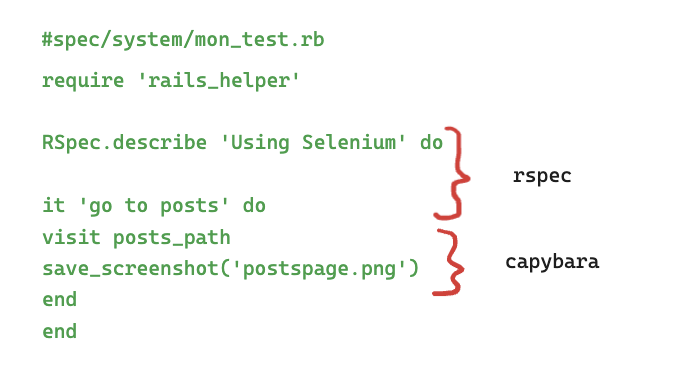 #spec/system/mon_test.rb
require 'rails_helper'
RSpec.describe 'Using Selenium' do
rspec
it 'go to posts' do
visit posts_path
capybara
save_screenshot('postspage.png')
end
end